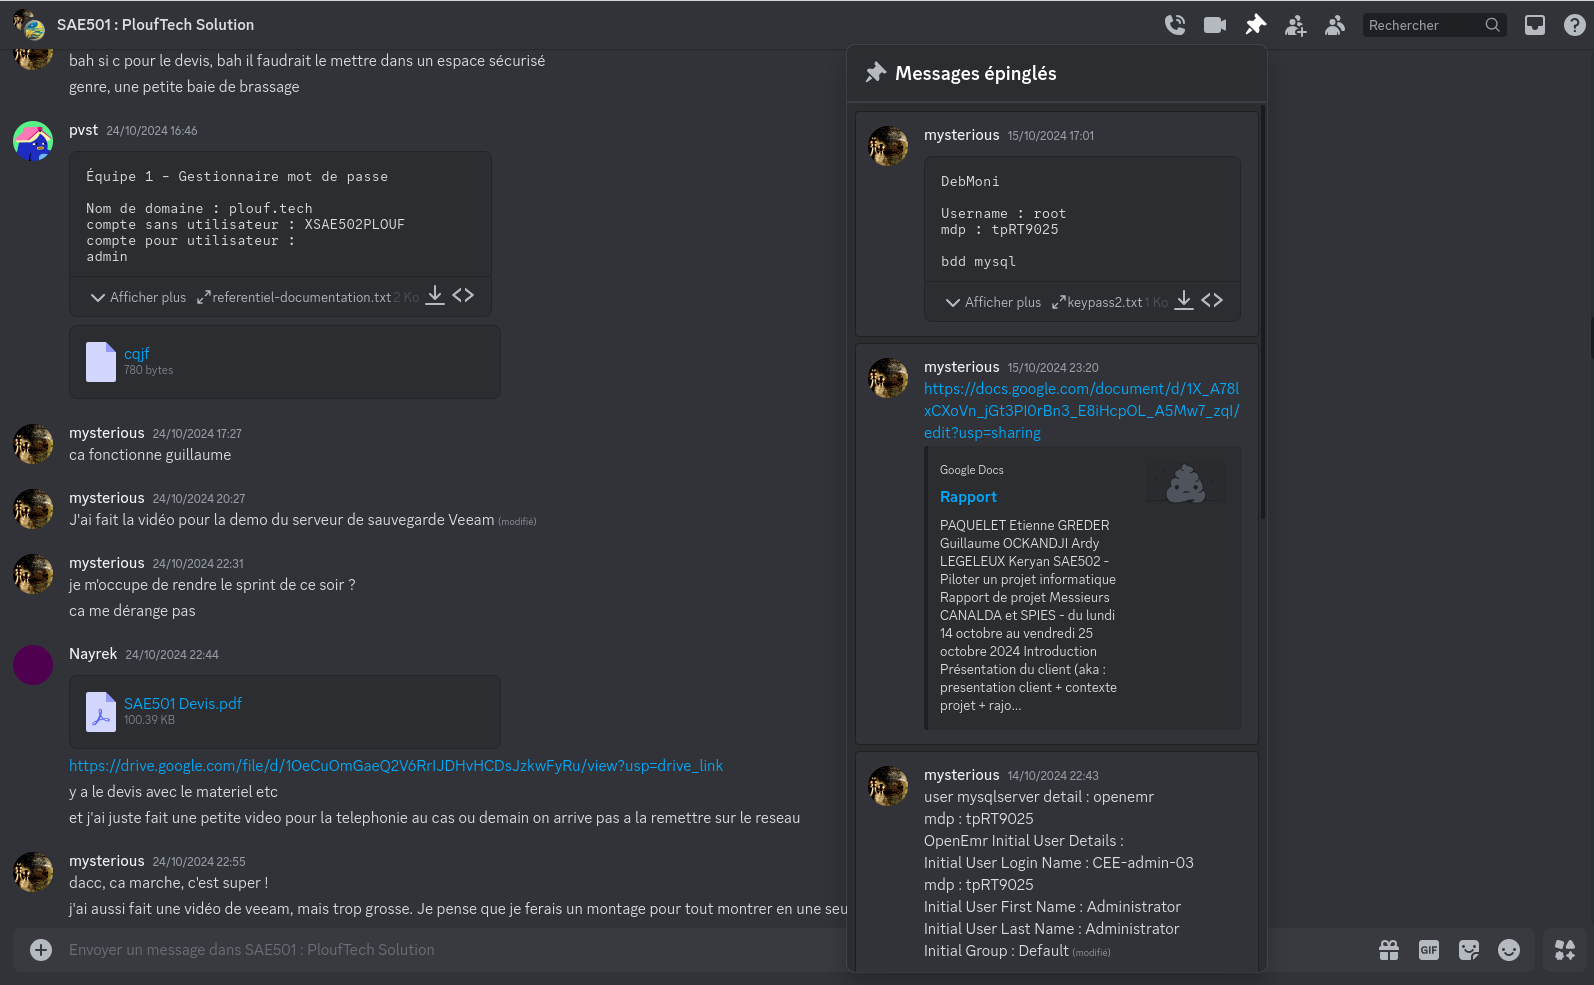 SAE501 : PloufTech Solution
Rechercher
bah si c pour le devis, bah il faudrait le mettre dans un espace sécurisé
genre, une petite baie de brassage
pvst 24/10/2024 16:46
Équipe 1 - Gestionnaire mot de passe
Nom de domaine : plouf.tech
compte sans utilisateur : XSAE502PLOUF
compte pour utilisateur :
admin
Afficher plus referentiel-documentation.txt 2 Ko
cqjf
780 bytes
mysterious 24/10/2024 17:27
ca fonctionne guillaume
mysterious 24/10/2024 20:27
J'ai fait la vidéo pour la demo du serveur de sauvegarde Veeam (modifié)
mysterious 24/10/2024 22:31
je m'occupe de rendre le sprint de ce soir ?
ca me dérange pas
Nayrek 24/10/2024 22:44
SAE501 Devis.pdf
100.39 KB
https://drive.google.com/file/d/1OeCuOmGaeQ2V6RrIJDHvHCDsJzkwFyRu/view?usp=drive_link
y a le devis avec le materiel etc
et j'ai juste fait une petite video pour la telephonie au cas ou demain on arrive pas a la remettre sur le reseau
mysterious 24/10/2024 22:55
dacc, ca marche, c'est super !
j'ai aussi fait une vidéo de veeam, mais trop grosse. Je pense que je ferais un montage pour tout montrer en une seu
Envoyer un message dans SAE501 : PloufTech Solution
GIF
Messages épinglés
mysterious 15/10/2024 17:01
DebMoni
Username : root
mdp : tpRT9025
bdd mysql
Afficher plus keypass2.txt 1 Ko
mysterious 15/10/2024 23:20
https://docs.google.com/document/d/1X_A78l
xCXoVn_jGt3PI0rBn3_E8iHcpOL_A5Mw7_zqI/
edit?usp=sharing
Google Docs
Rapport
PAQUELET Etienne GREDER
Guillaume OCKANDJI Ardy
LEGELEUX Keryan SAE502 -
Piloter un projet informatique
Rapport de projet Messieurs
CANALDA et SPIES - du lundi
14 octobre au vendredi 25
octobre 2024 Introduction
Présentation du client (aka :
presentation client + contexte
projet + rajo...
mysterious 14/10/2024 22:43
user mysqlserver detail : openemr
mdp : tpRT9025
OpenEmr Initial User Details :
Initial User Login Name : CEE-admin-03
mdp : tpRT9025
Initial User First Name : Administrator
Initial User Last Name : Administrator
Initial Group : Default (modifié)